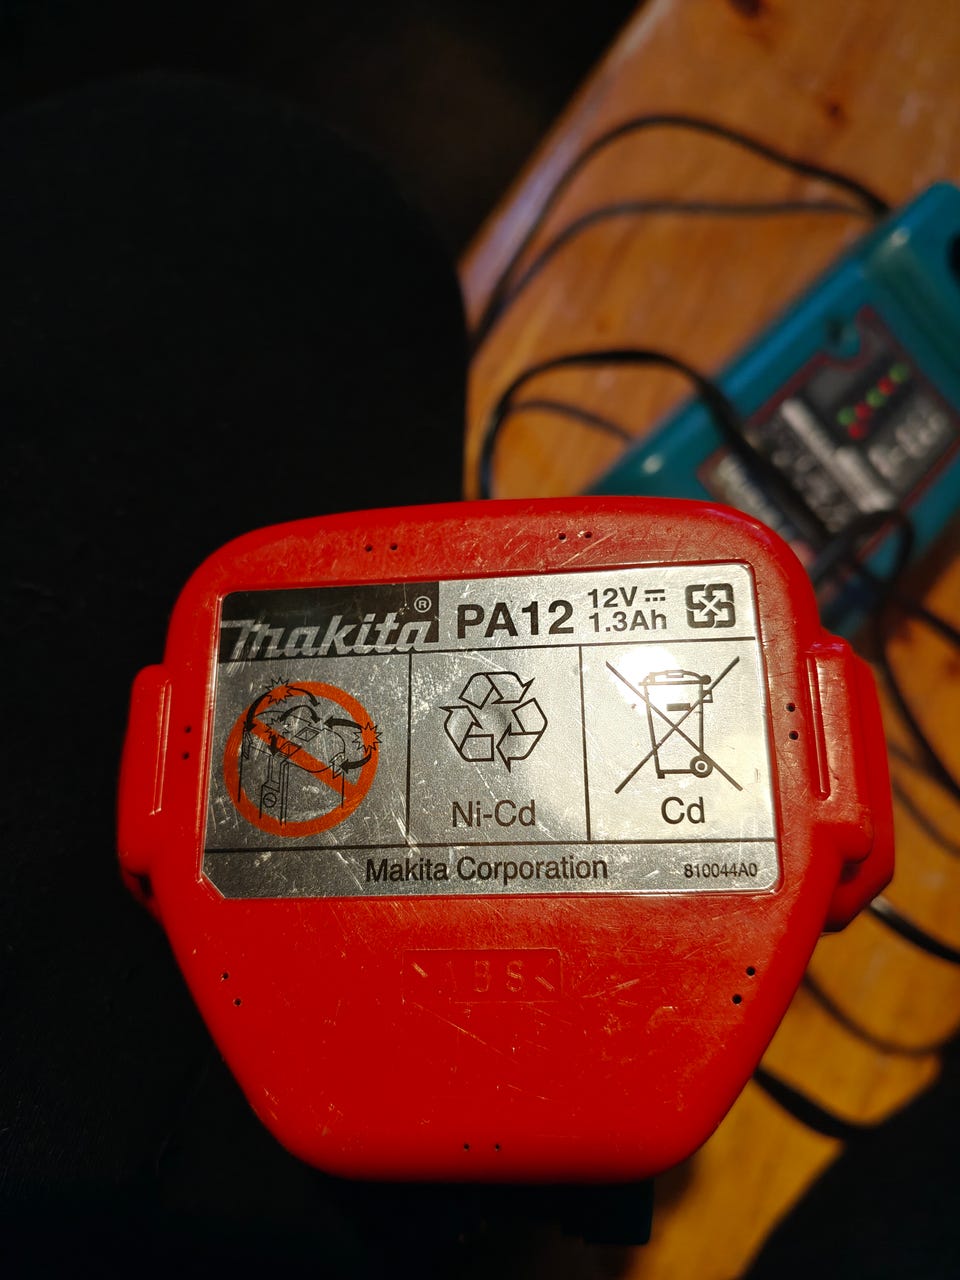 makita® PA12 12V ⎓
1.3Ah
Ni-Cd
Cd
Makita Corporation 810044A0
>ABS<